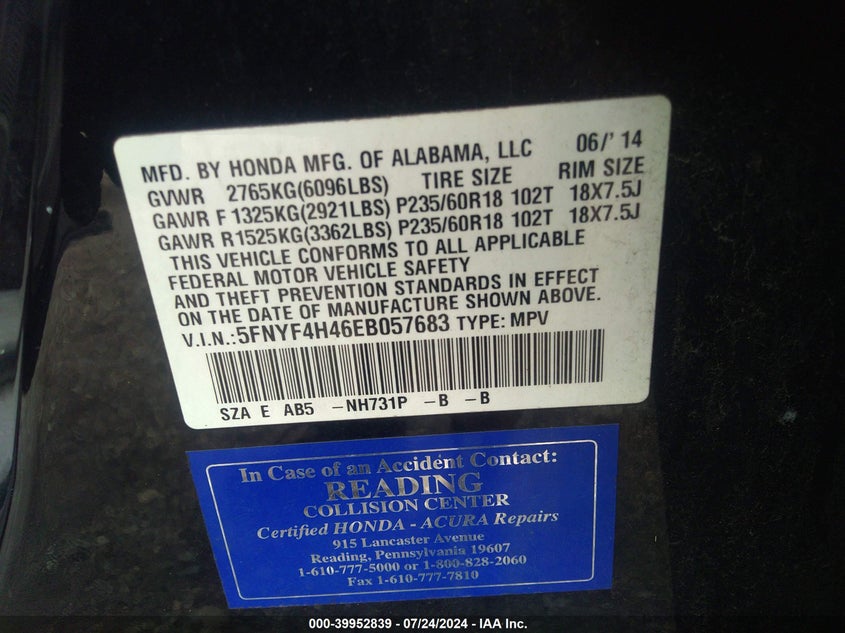 MFD. BY HONDA MFG. OF ALABAMA, LLC 06/' 14
GVWR 2765KG(6096LBS) TIRE SIZE RIM SIZE
GAWR F 1325KG(2921LBS) P235/60R18 102T 18X7.5J
GAWR R1525KG(3362LBS) P235/60R18 102T 18X7.5J
THIS VEHICLE CONFORMS TO ALL APPLICABLE
FEDERAL MOTOR VEHICLE SAFETY
AND THEFT PREVENTION STANDARDS IN EFFECT
ON THE DATE OF MANUFACTURE SHOWN ABOVE.
V.I.N.:5FNYF4H46EB057683 TYPE: MPV
SZA E AB5 -NH731P -B -B
In Case of an Accident Contact:
READING
COLLISION CENTER
Certified HONDA - ACURA Repairs
915 Lancaster Avenue
Reading, Pennsylvania 19607
1-610-777-5000 or 1-800-828-2060
Fax 1-610-777-7810
000-39952839 - 07/24/2024 - IAA Inc.